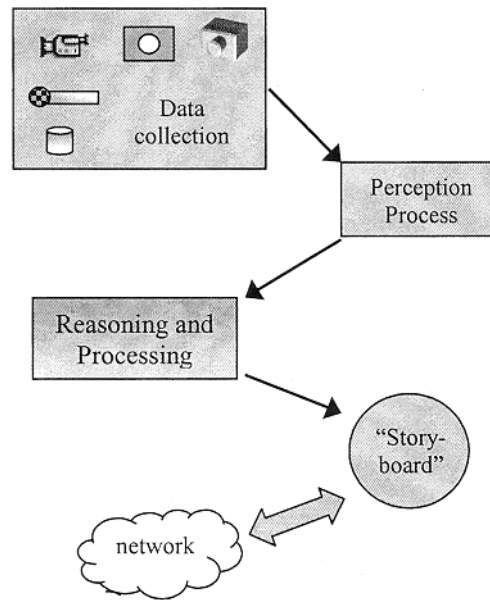 Data
collection
Perception
Process
Reasoning and
Processing
“Story-
board”
network